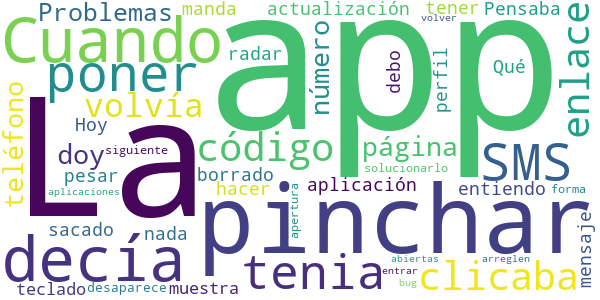 Problemas
manda
actualización
tener
Pensaba
volver
Cuando
app
enlace
radar
número
debo
perfil
Qué
poner
volvía
teléfono
Hoy
código
página
SMS
La
doy
siguiente
solucionarlo
pesar
borrado
aplicaciones
hacer
aplicación
entiendo
forma
pinchar
apertura
mensaje
sacado
nada
decía
tenia
abiertas
clicaba
arreglen
entrar
teclado
desaparece
muestra
bug